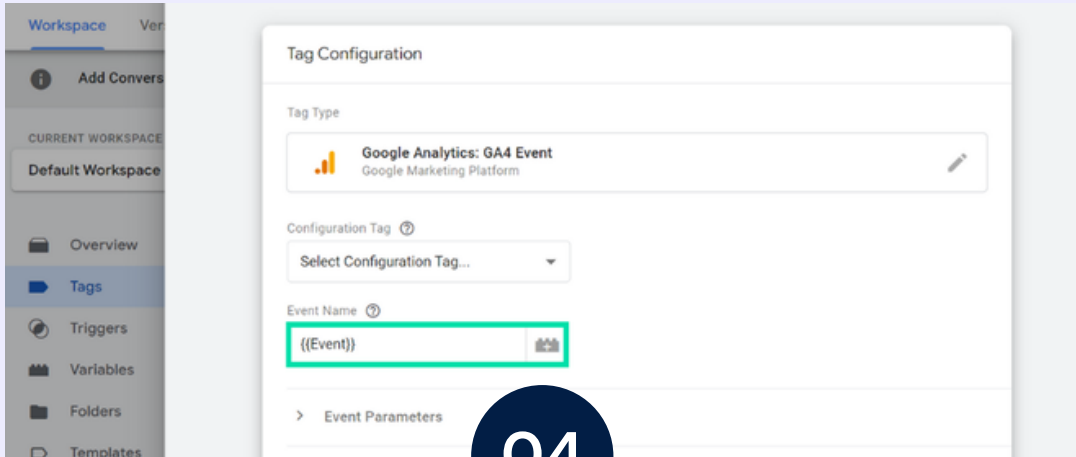 Workspace Ver
Add Convers
CURRENT WORKSPACE
Default Workspace
Overview
Tags
Triggers
Variables
Folders
Templates
Tag Configuration
Tag Type
Google Analytics: GA4 Event
Google Marketing Platform
Configuration Tag
Select Configuration Tag...
Event Name
{{Event}}
Event Parameters
04